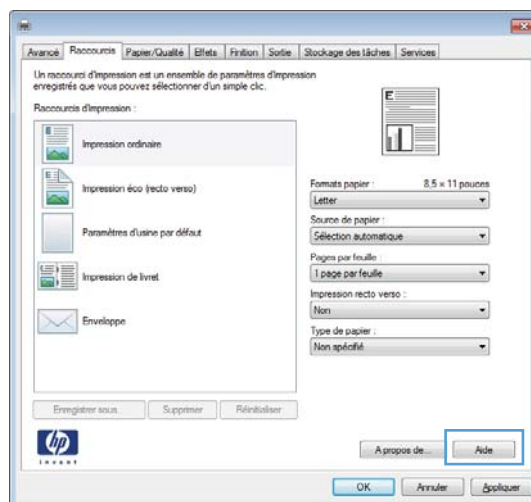 Avancé Raccourcis Papier/Qualité Effets Finition Sortie Stockage des tâches Services
Un raccourci d'impression est un ensemble de paramètres d'impression
enregistrés que vous pouvez sélectionner d'un simple clic.
Raccourcis d'impression :
Impression ordinaire
Impression éco (recto verso)
Paramètres d'usine par défaut
Impression de livret
Enveloppe
E
Formats papier : 8,5 × 11 pouces
Letter
Source de papier :
Sélection automatique
Pages par feuille :
1 page par feuille
Impression recto verso :
Non
Type de papier :
Non spécifié
Enregistrer sous... Supprimer Réinitialiser
hp
invent
A propos de... Aide
OK Annuler Appliquer